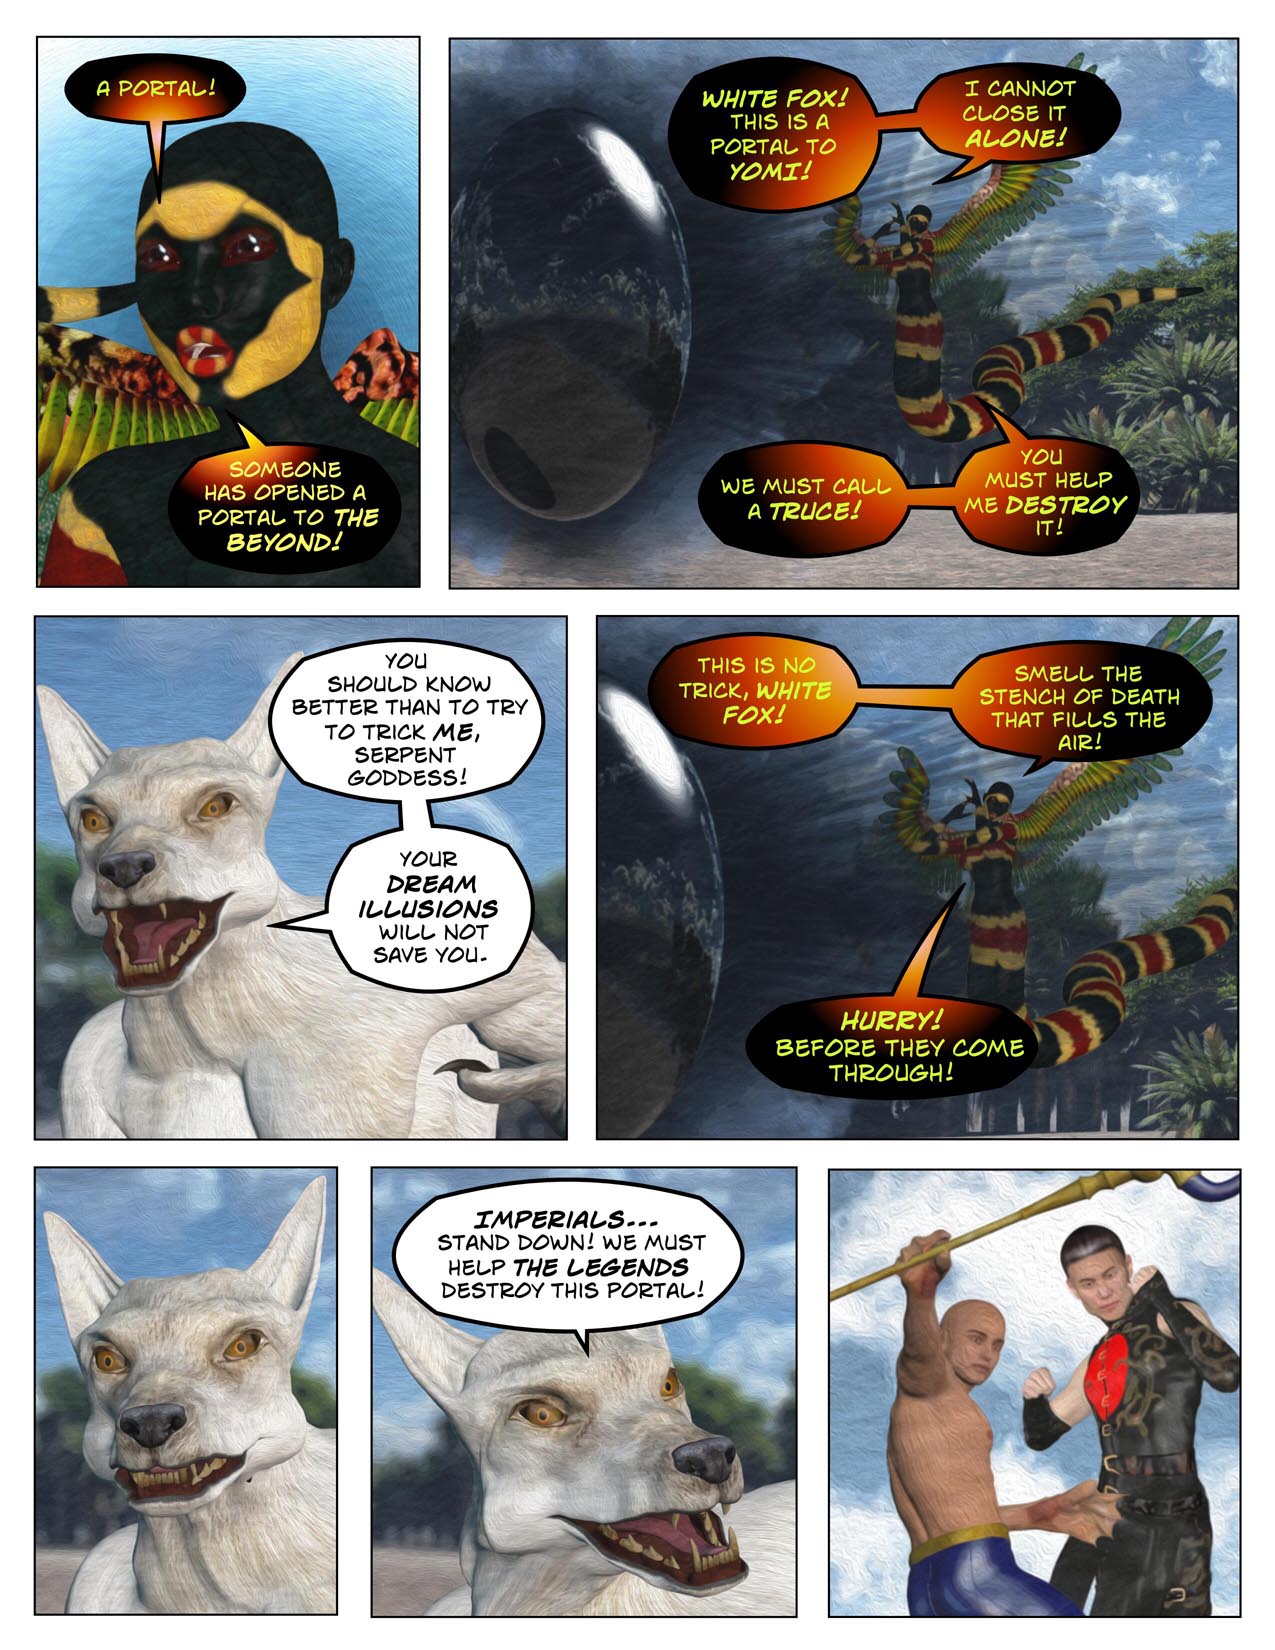 A PORTAL!
SOMEONE
HAS OPENED A
PORTAL TO THE
BEYOND!
WHITE FOX!
THIS IS A
PORTAL TO
YOMI!
I CANNOT
CLOSE IT
ALONE!
WE MUST CALL
A TRUCE!
YOU
MUST HELP
ME DESTROY
IT!
YOU
SHOULD KNOW
BETTER THAN TO TRY
TO TRICK ME,
SERPENT
GODDESS!
YOUR
DREAM
ILLUSIONS
WILL NOT
SAVE YOU.
THIS IS NO
TRICK, WHITE
FOX!
SMELL THE
STENCH OF DEATH
THAT FILLS THE
AIR!
HURRY!
BEFORE THEY COME
THROUGH!
IMPERIALS...
STAND DOWN! WE MUST
HELP THE LEGENDS
DESTROY THIS PORTAL!